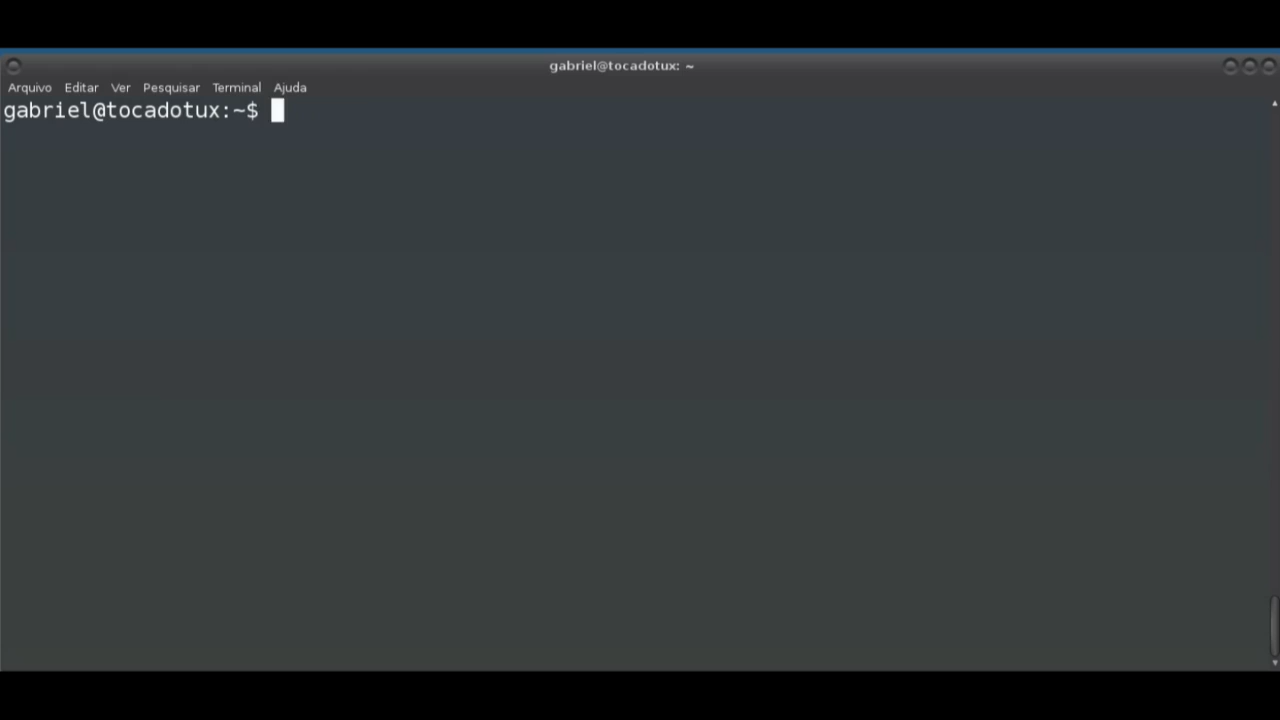 gabriel@tocadotux: ~
Arquivo Editar Ver Pesquisar Terminal Ajuda
gabriel@tocadotux:~$